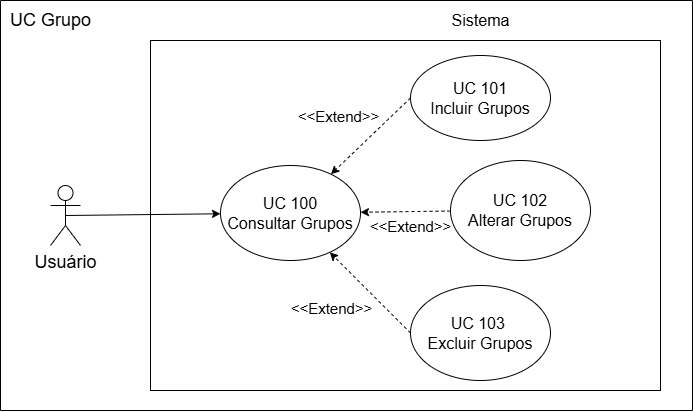 UC Grupo
Sistema
UC 101
Incluir Grupos
<<Extend>>
UC 100
Consultar Grupos
UC 102
Alterar Grupos
<<Extend>>
Usuário
<<Extend>>
UC 103
Excluir Grupos